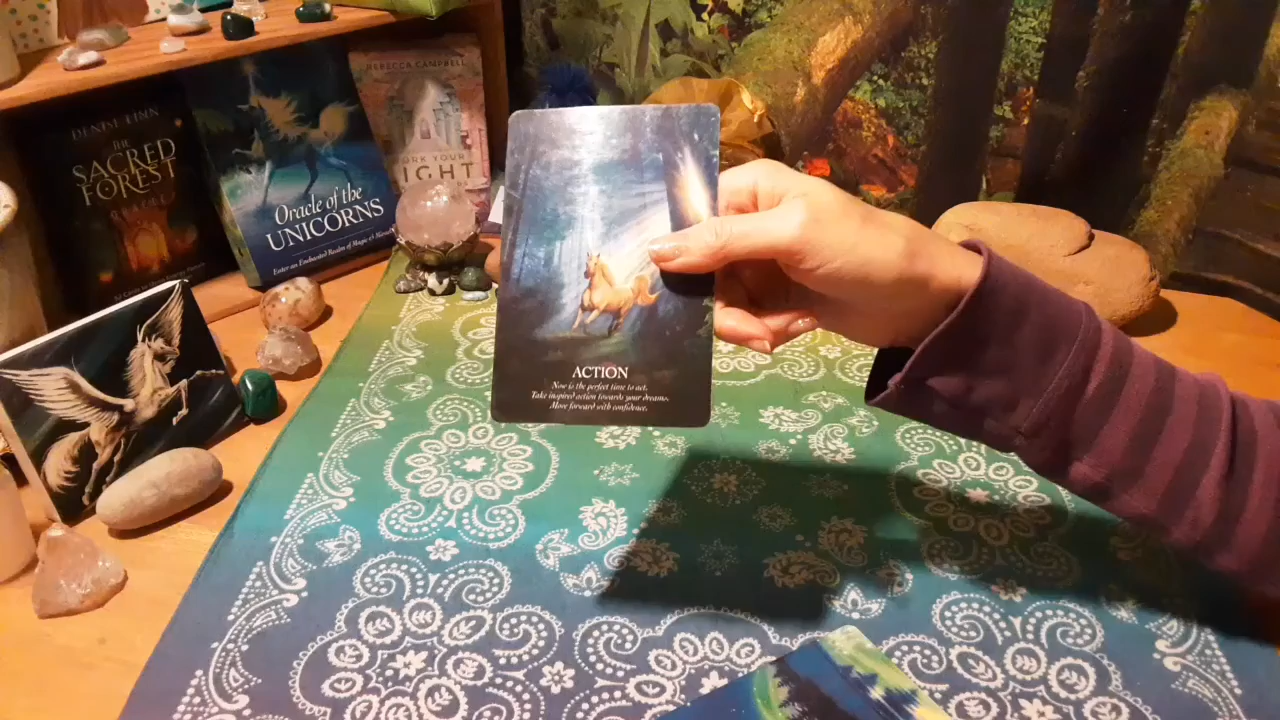 DENISE LINN
THE
SACRED
FOREST
ORACLE
Oracle of the
UNICORNS
Enter an Enchanted Realm of Magic &
REBECCA CAMPBELL
WORK YOUR
LIGHT
ACTION
Now is the perfect time to act.
Take inspired action towards your dreams.
Move forward with confidence.